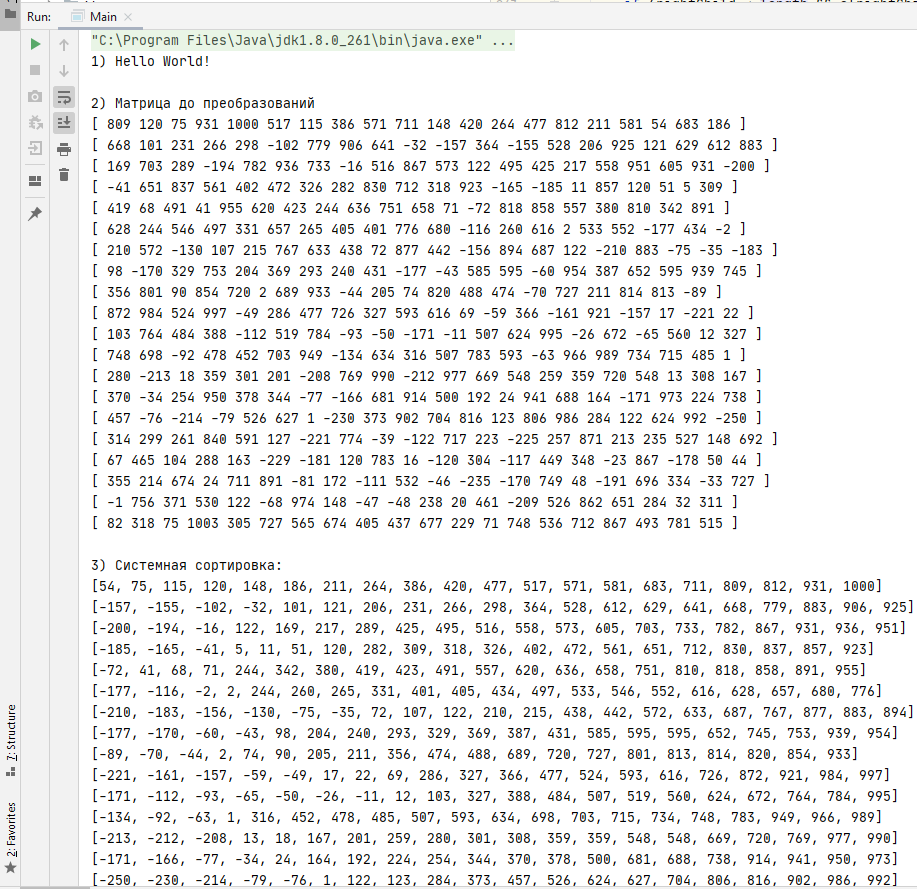 Run:
Main
"C:\Program Files\Java\jdk1.8.0_261\bin\java.exe" ...
1) Hello World!
2) Матрица до преобразований
[ 809 120 75 931 1000 517 115 386 571 711 148 420 264 477 812 211 581 54 683 186 ]
[ 668 101 231 266 298 -102 779 906 641 -32 -157 364 -155 528 206 925 121 629 612 883 ]
[ 169 703 289 -194 782 936 733 -16 516 867 573 122 495 425 217 558 951 605 931 -200 ]
[ -41 651 837 561 402 472 326 282 830 712 318 923 -165 -185 11 857 120 51 5 309 ]
[ 419 68 491 41 955 620 423 244 636 751 658 71 -72 818 858 557 380 810 342 891 ]
[ 628 244 546 497 331 657 265 405 401 776 680 -116 260 616 2 533 552 -177 434 -2 ]
[ 210 572 -130 107 215 767 633 438 72 877 442 -156 894 687 122 -210 883 -75 -35 -183 ]
[ 98 -170 329 753 204 369 293 240 431 -177 -43 585 595 -60 954 387 652 595 939 745 ]
[ 356 801 90 854 720 2 689 933 -44 205 74 820 488 474 -70 727 211 814 813 -89 ]
[ 872 984 524 997 -49 286 477 726 327 593 616 69 -59 366 -161 921 -157 17 -221 22 ]
[ 103 764 484 388 -112 519 784 -93 -50 -171 -11 507 624 995 -26 672 -65 560 12 327 ]
[ 748 698 -92 478 452 703 949 -134 634 316 507 783 593 -63 966 989 734 715 485 1 ]
[ 280 -213 18 359 301 201 -208 769 990 -212 977 669 548 259 359 720 548 13 308 167 ]
[ 370 -34 254 950 378 344 -77 -166 681 914 500 192 24 941 688 164 -171 973 224 738 ]
[ 457 -76 -214 -79 526 627 1 -230 373 902 704 816 123 806 986 284 122 624 992 -250 ]
[ 314 299 261 840 591 127 -221 774 -39 -122 717 223 -225 257 871 213 235 527 148 692 ]
[ 67 465 104 288 163 -229 -181 120 783 16 -120 304 -117 449 348 -23 867 -178 50 44 ]
[ 355 214 674 24 711 891 -81 172 -111 532 -46 -235 -170 749 48 -191 696 334 -33 727 ]
[ -1 756 371 530 122 -68 974 148 -47 -48 238 20 461 -209 526 862 651 284 32 311 ]
[ 82 318 75 1003 305 727 565 674 405 437 677 229 71 748 536 712 867 493 781 515 ]
3) Системная сортировка:
[54, 75, 115, 120, 148, 186, 211, 264, 386, 420, 477, 517, 571, 581, 683, 711, 809, 812, 931, 1000]
[-157, -155, -102, -32, 101, 121, 206, 231, 266, 298, 364, 528, 612, 629, 641, 668, 779, 883, 906, 925]
[-200, -194, -16, 122, 169, 217, 289, 425, 495, 516, 558, 573, 605, 703, 733, 782, 867, 931, 936, 951]
[-185, -165, -41, 5, 11, 51, 120, 282, 309, 318, 326, 402, 472, 561, 651, 712, 830, 837, 857, 923]
[-72, 41, 68, 71, 244, 342, 380, 419, 423, 491, 557, 620, 636, 658, 751, 810, 818, 858, 891, 955]
[-177, -116, -2, 2, 244, 260, 265, 331, 401, 405, 434, 497, 533, 546, 552, 616, 628, 657, 680, 776]
[-210, -183, -156, -130, -75, -35, 72, 107, 122, 210, 215, 438, 442, 572, 633, 687, 767, 877, 883, 894]
[-177, -170, -60, -43, 98, 204, 240, 293, 329, 369, 387, 431, 585, 595, 595, 652, 745, 753, 939, 954]
[-89, -70, -44, 2, 74, 90, 205, 211, 356, 474, 488, 689, 720, 727, 801, 813, 814, 820, 854, 933]
[-221, -161, -157, -59, -49, 17, 22, 69, 286, 327, 366, 477, 524, 593, 616, 726, 872, 921, 984, 997]
[-171, -112, -93, -65, -50, -26, -11, 12, 103, 327, 388, 484, 507, 519, 560, 624, 672, 764, 784, 995]
[-134, -92, -63, 1, 316, 452, 478, 485, 507, 593, 634, 698, 703, 715, 734, 748, 783, 949, 966, 989]
[-213, -212, -208, 13, 18, 167, 201, 259, 280, 301, 308, 359, 359, 548, 548, 669, 720, 769, 977, 990]
[-171, -166, -77, -34, 24, 164, 192, 224, 254, 344, 370, 378, 500, 681, 688, 738, 914, 941, 950, 973]
[-250, -230, -214, -79, -76, 1, 122, 123, 284, 373, 457, 526, 624, 627, 704, 806, 816, 902, 986, 992]
7: Structure
2: Favorites